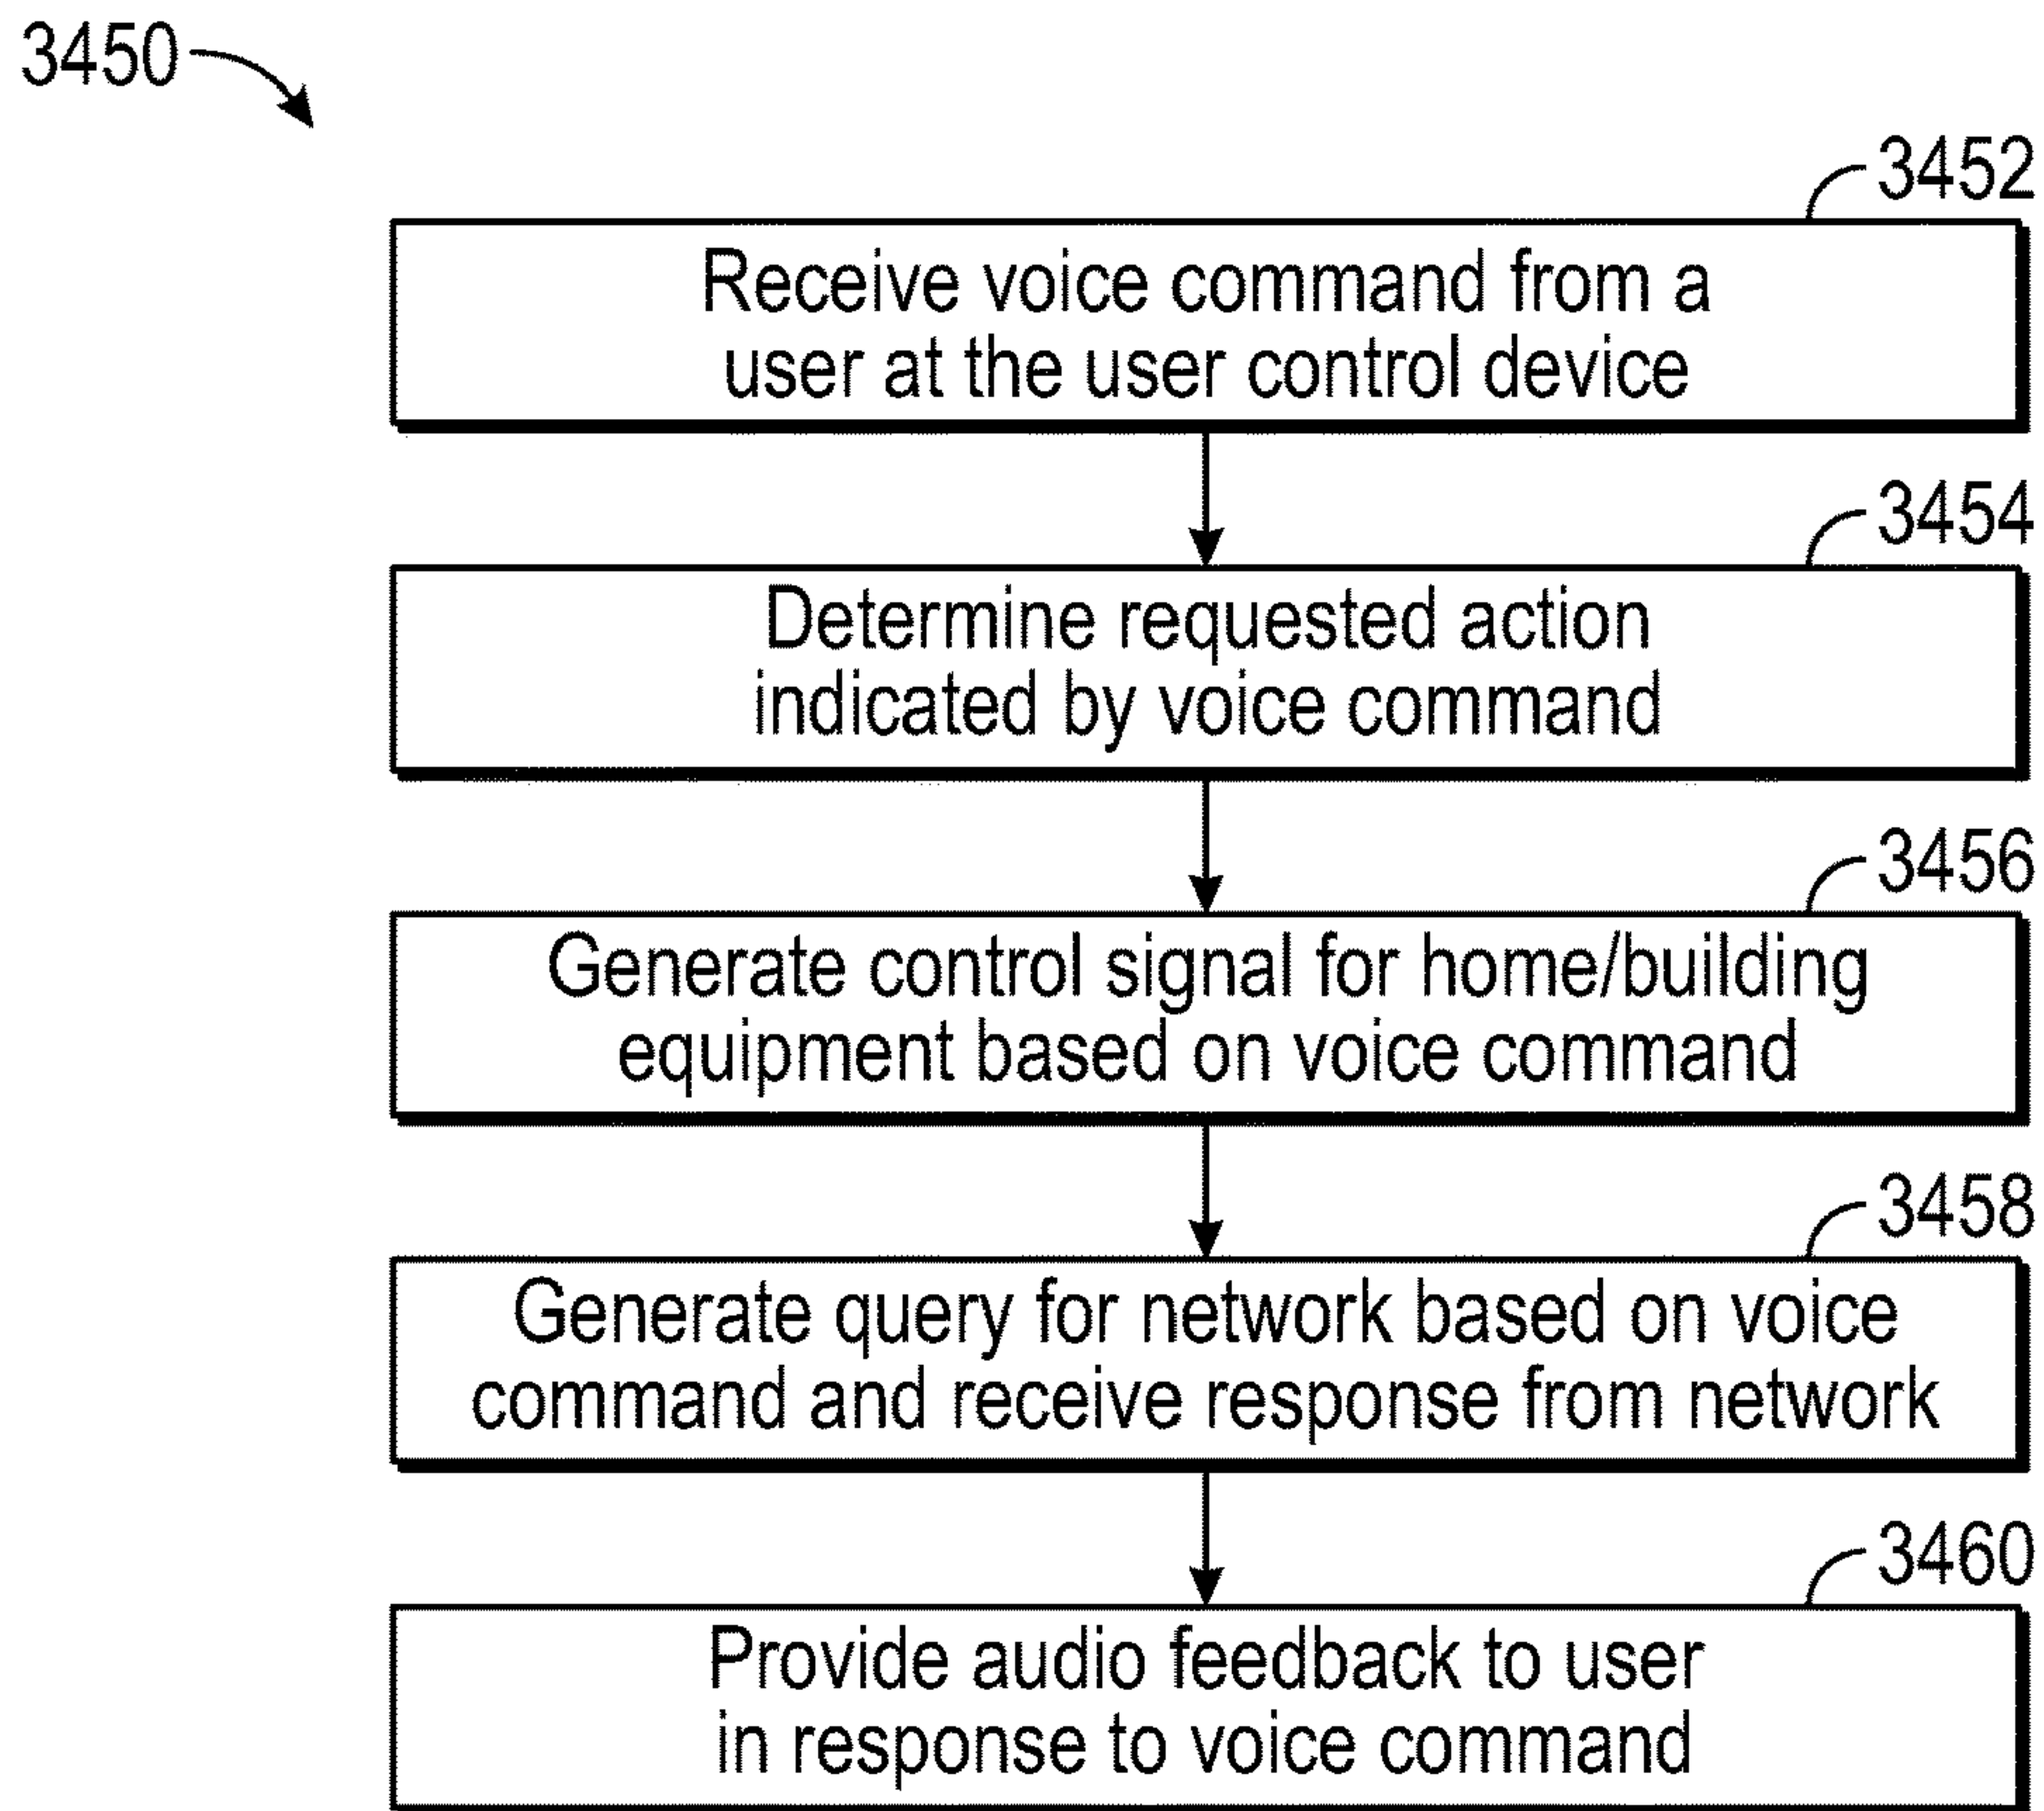 3450
3452
Receive voice command from a
user at the user control device
3454
Determine requested action
indicated by voice command
3456
Generate control signal for home/building
equipment based on voice command
3458
Generate query for network based on voice
command and receive response from network
3460
Provide audio feedback to user
in response to voice command